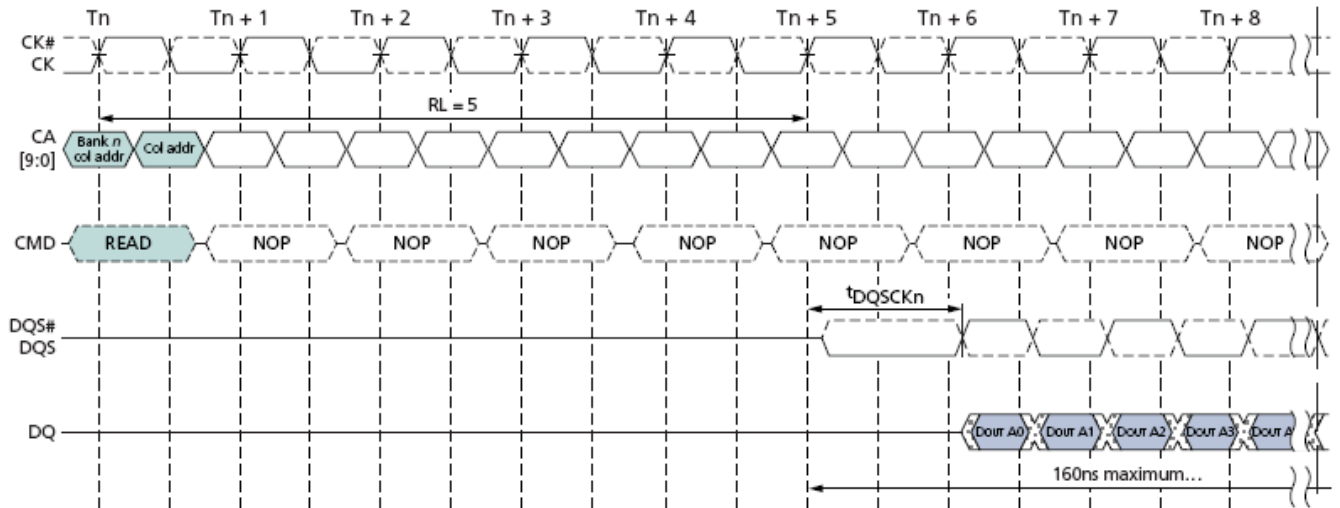 Tn Tn + 1 Tn + 2 Tn + 3 Tn + 4 Tn + 5 Tn + 6 Tn + 7 Tn + 8
CK#
CK
RL = 5
CA
[9:0]
Bank n
col addr
Col addr
CMD READ NOP NOP NOP NOP NOP NOP NOP NOP
tDQSCKn
DQS#
DQS
DQ DOUT A0 DOUT A1 DOUT A2 DOUT A3 DOUT A
160ns maximum...